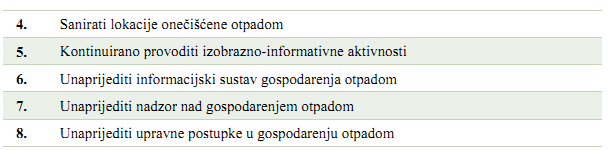 4. Sanirati lokacije onečišćene otpadom
5. Kontinuirano provoditi izobrazno-informativne aktivnosti
6. Unaprijediti informacijski sustav gospodarenja otpadom
7. Unaprijediti nadzor nad gospodarenjem otpadom
8. Unaprijediti upravne postupke u gospodarenju otpadom